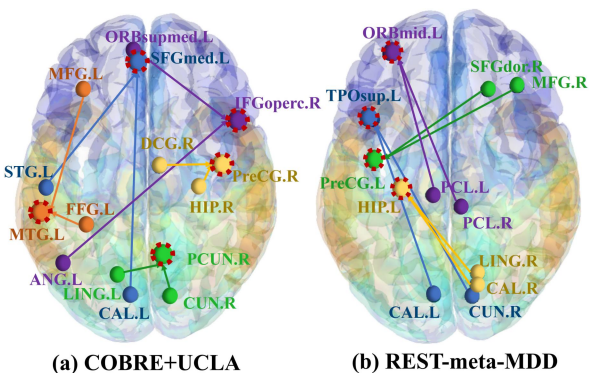 ORBsupmed.L
SFGmed.L
MFG.L
IFGoperc.R
DCG.R
PreCG.R
STG.L
HIP.R
FFG.L
MTG.L
PCUN.R
ANG.L
LING.L
CUN.R
CAL.L
(a) COBRE+UCLA
ORBmid.L
SFGdor.R
MFG.R
TPOsup.L
PreCG.L
PCL.L
HIP.L
PCL.R
LING.R
CAL.R
CAL.L
CUN.R
(b) REST-meta-MDD